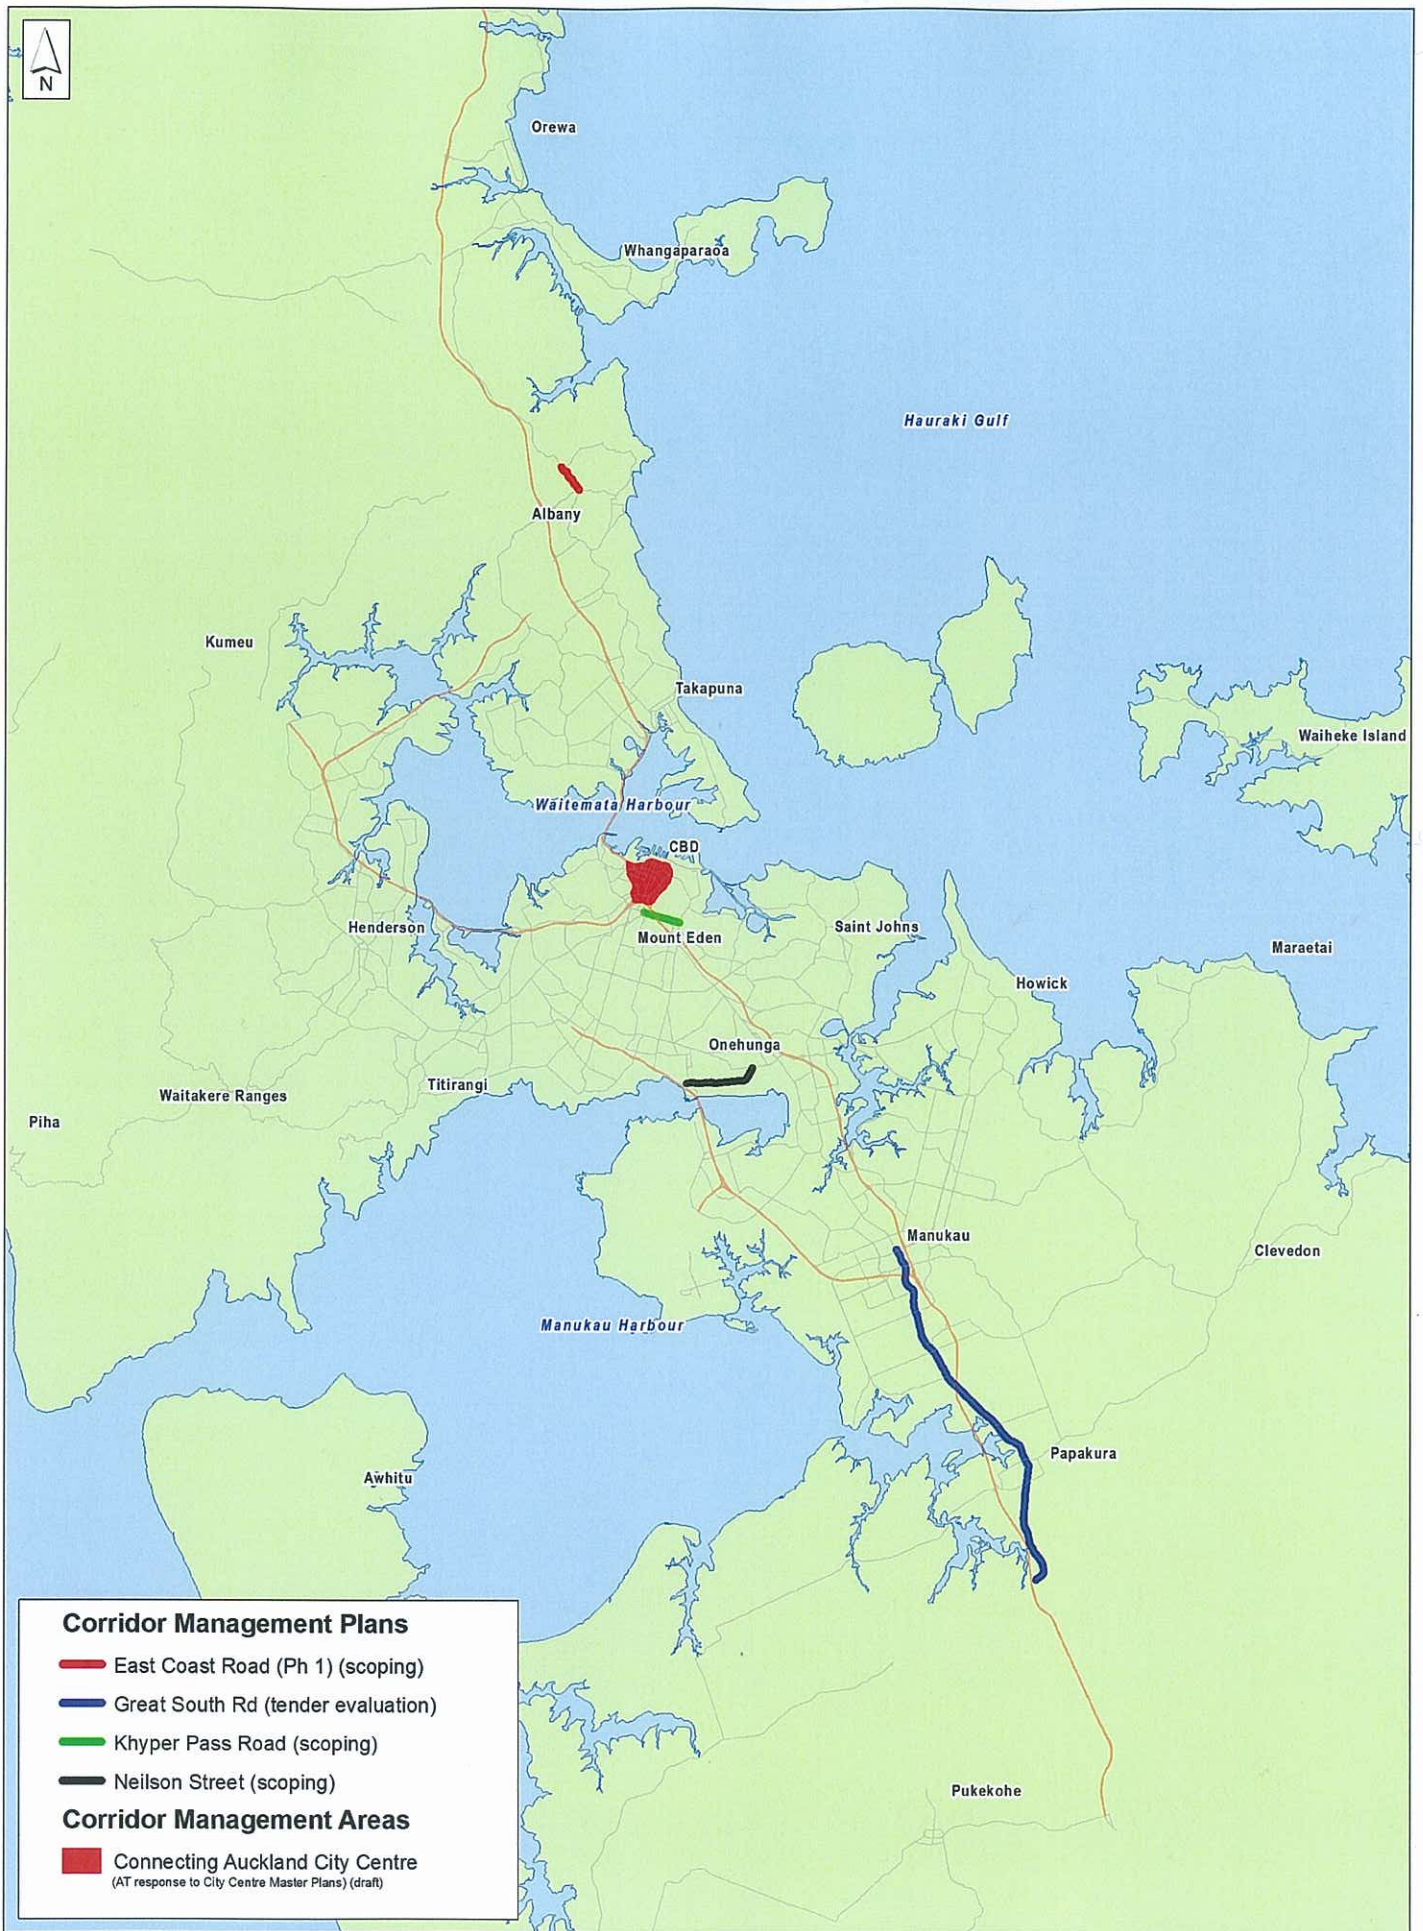 N
Orewa
Whangaparaoa
Hauraki Gulf
Albany
Kumeu
Takapuna
Waiheke Island
Waitemata Harbour
CBD
Henderson
Mount Eden
Saint Johns
Maraetai
Howick
Onehunga
Titirangi
Waitakere Ranges
Piha
Manukau
Clevedon
Manukau Harbour
Papakura
Awhitu
Pukekohe
Corridor Management Plans
East Coast Road (Ph 1) (scoping)
Great South Rd (tender evaluation)
Khyper Pass Road (scoping)
Neilson Street (scoping)
Corridor Management Areas
Connecting Auckland City Centre
(AT response to City Centre Master Plans) (draft)